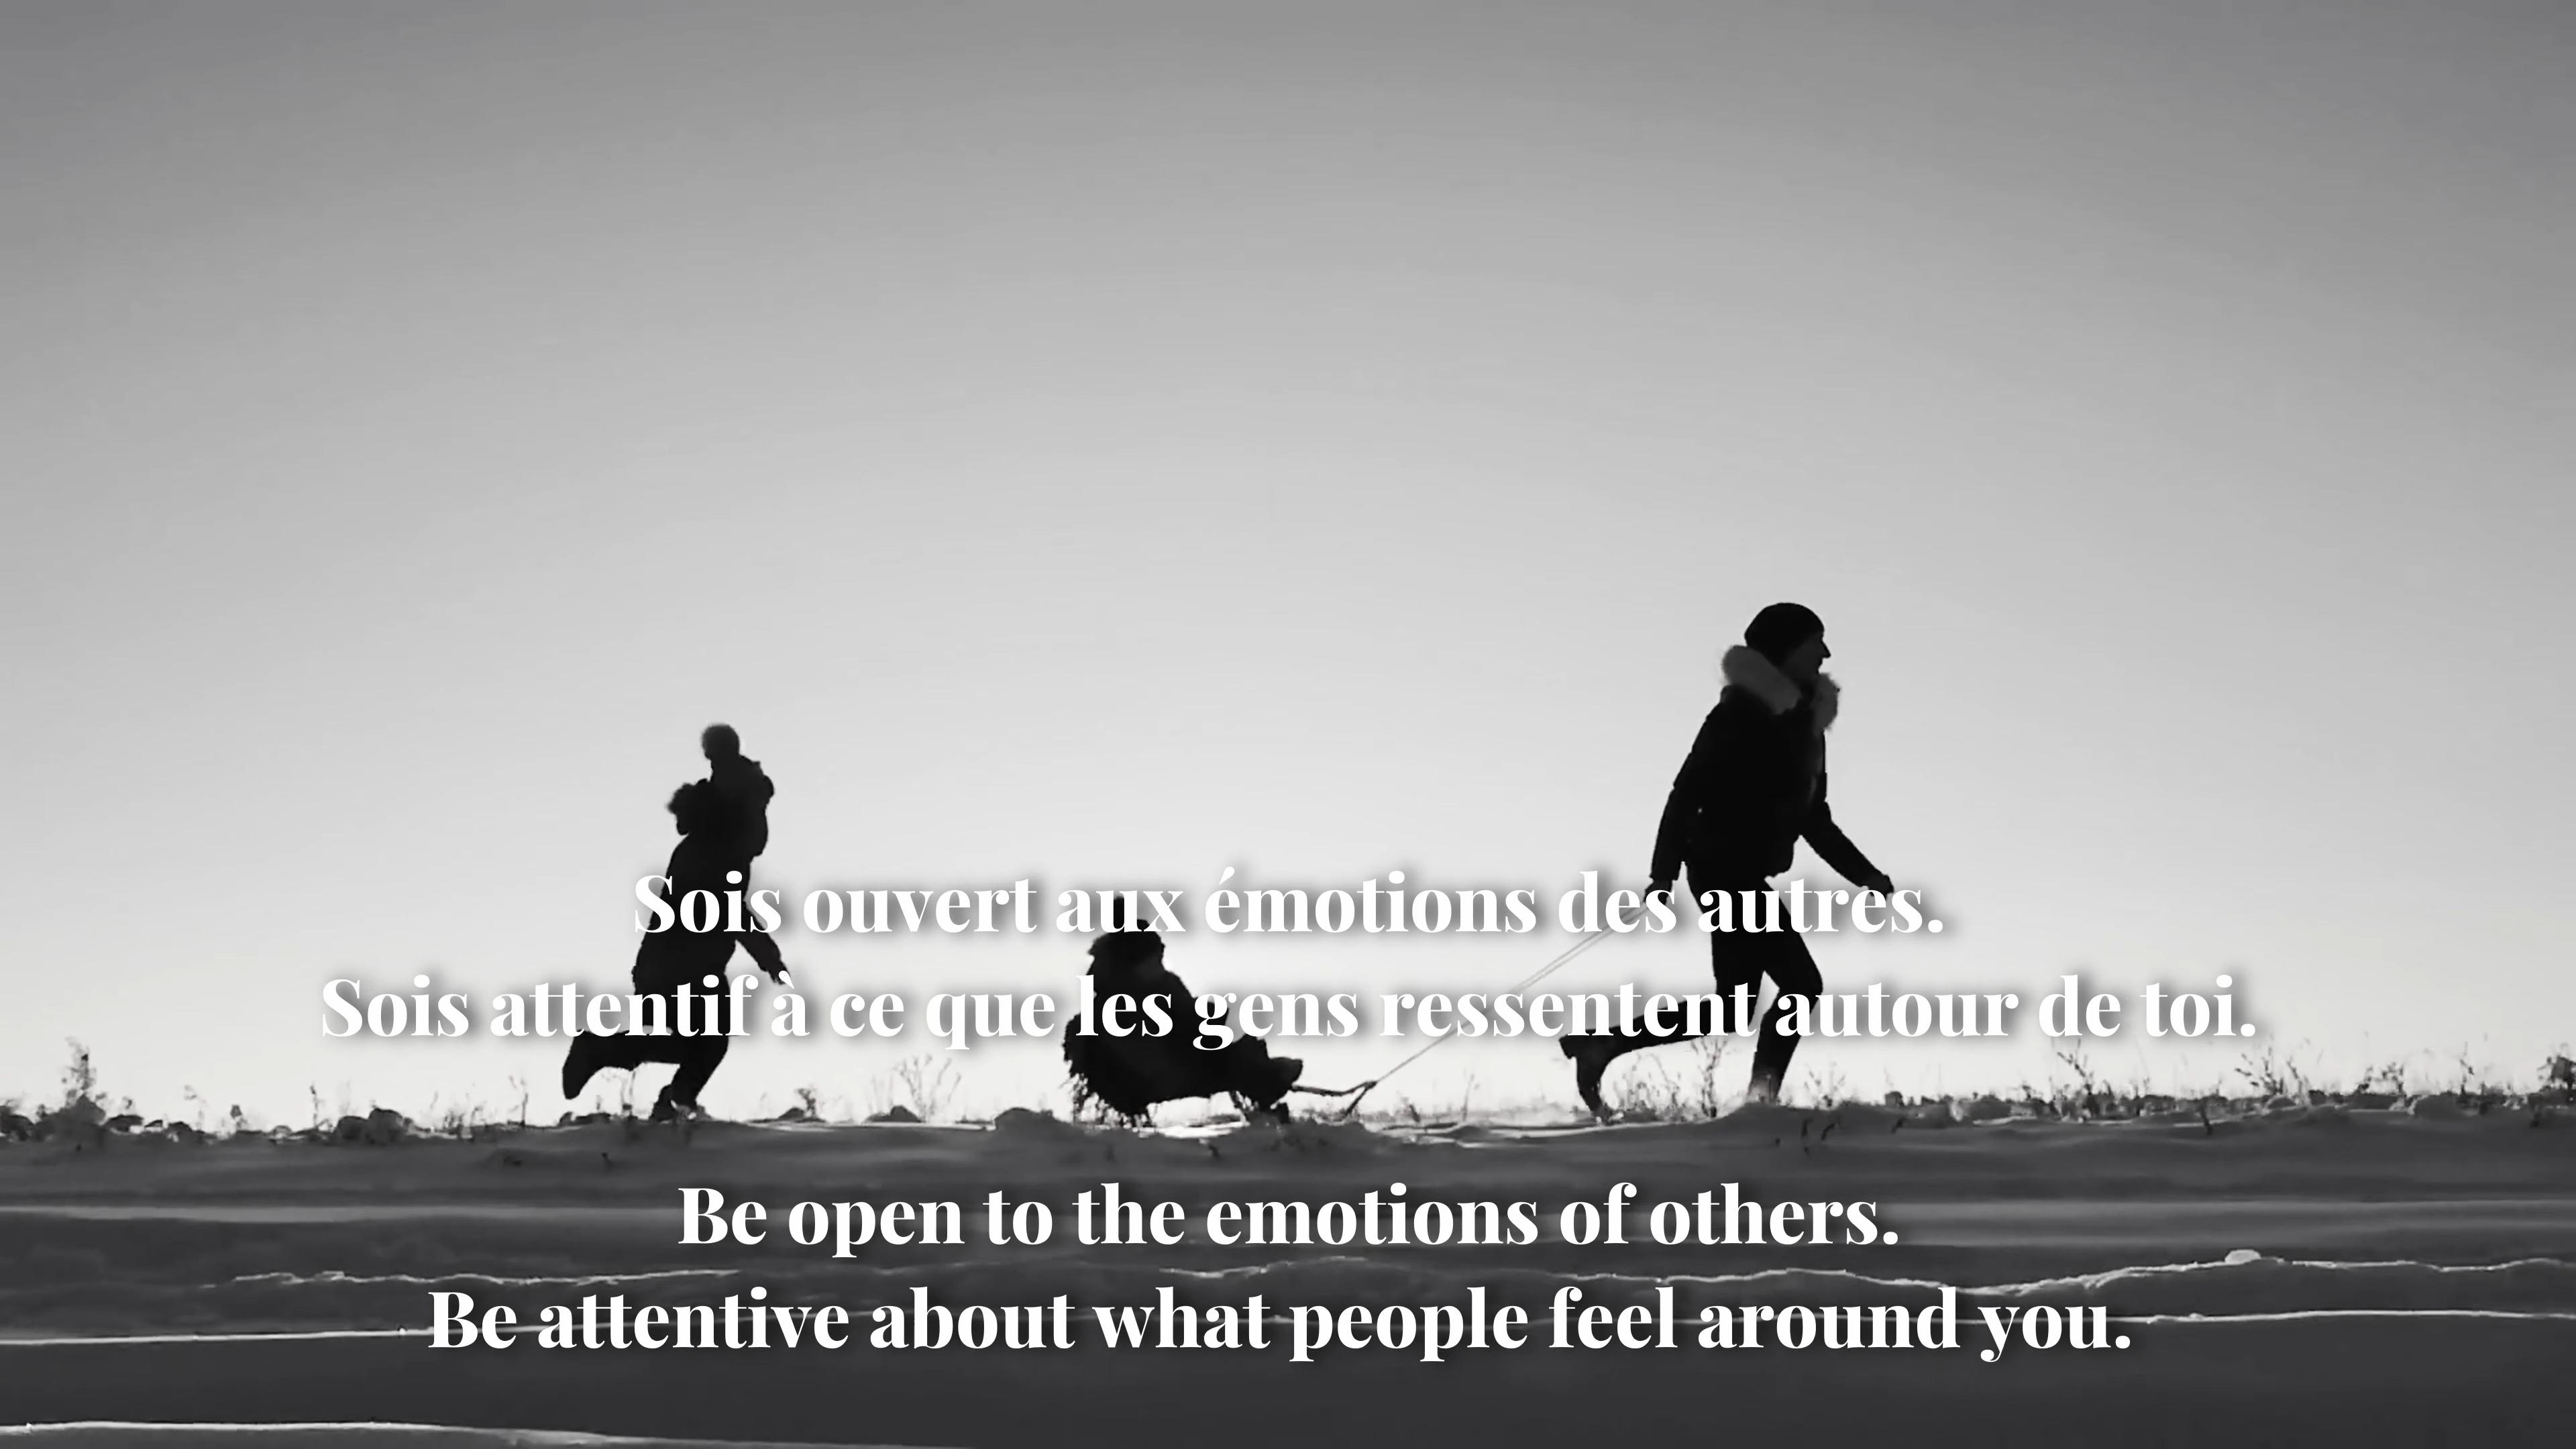 Sois ouvert aux émotions des autres.
Sois attentif à ce que les gens ressentent autour de toi.
Be open to the emotions of others.
Be attentive about what people feel around you.